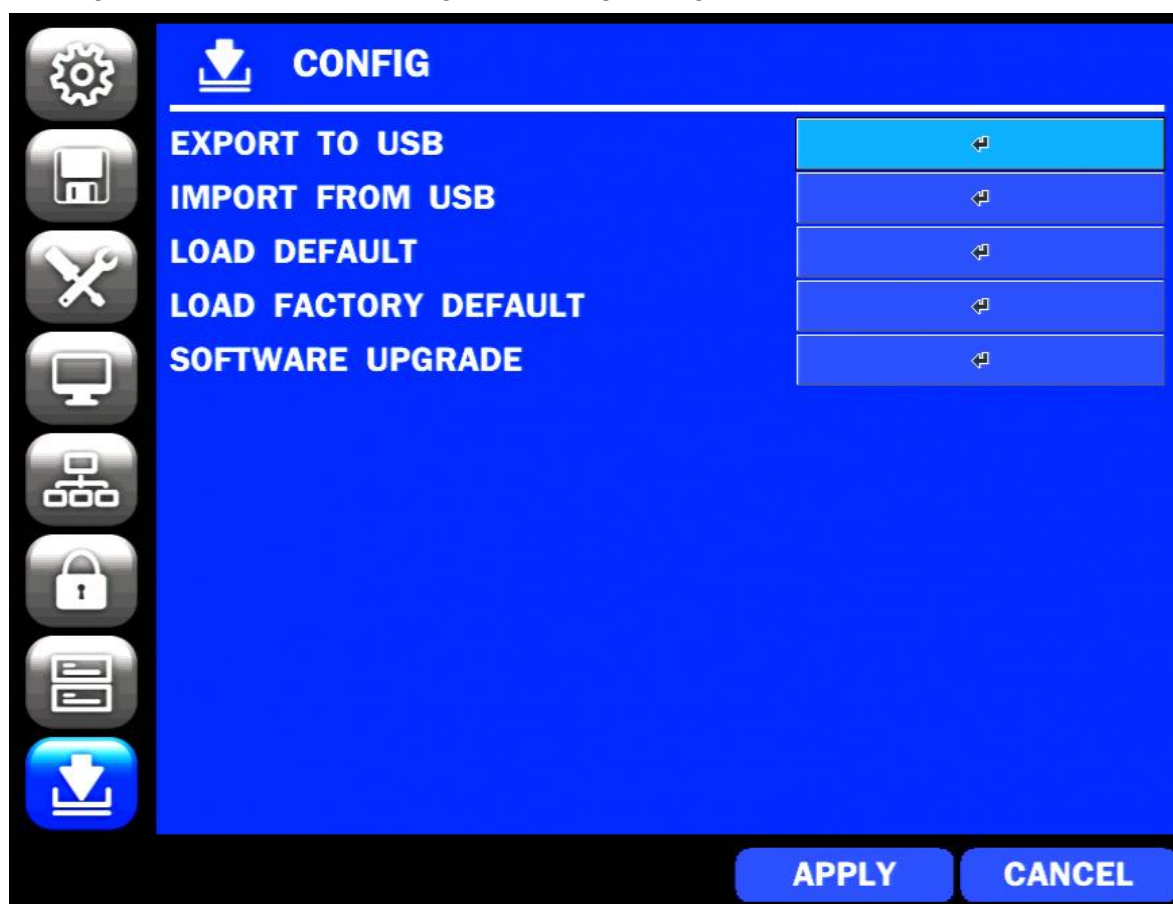 CONFIG
EXPORT TO USB
IMPORT FROM USB
LOAD DEFAULT
LOAD FACTORY DEFAULT
SOFTWARE UPGRADE
APPLY CANCEL